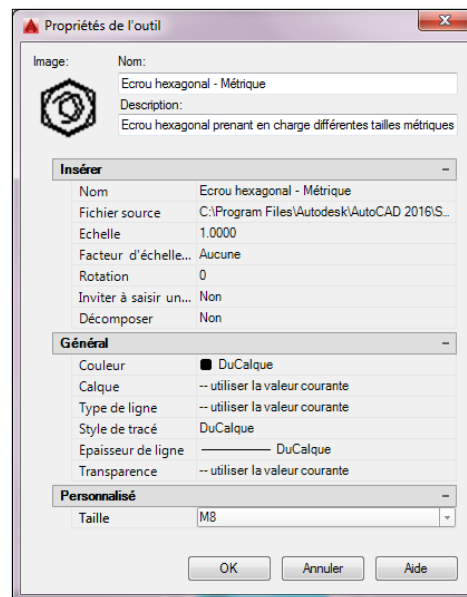 Propriétés de l'outil
Image:
Nom:
Ecrou hexagonal - Métrique
Description:
Ecrou hexagonal prenant en charge différentes tailles métriques
Insérer
Nom Ecrou hexagonal - Métrique
Fichier source C:\Program Files\Autodesk\AutoCAD 2016\S...
Echelle 1.0000
Facteur d'échelle... Aucune
Rotation 0
Inviter à saisir un... Non
Décomposer Non
Général
Couleur DuCalque
Calque -- utiliser la valeur courante
Type de ligne -- utiliser la valeur courante
Style de tracé DuCalque
Epaisseur de ligne DuCalque
Transparence -- utiliser la valeur courante
Personnalisé
Taille M8
OK Annuler Aide